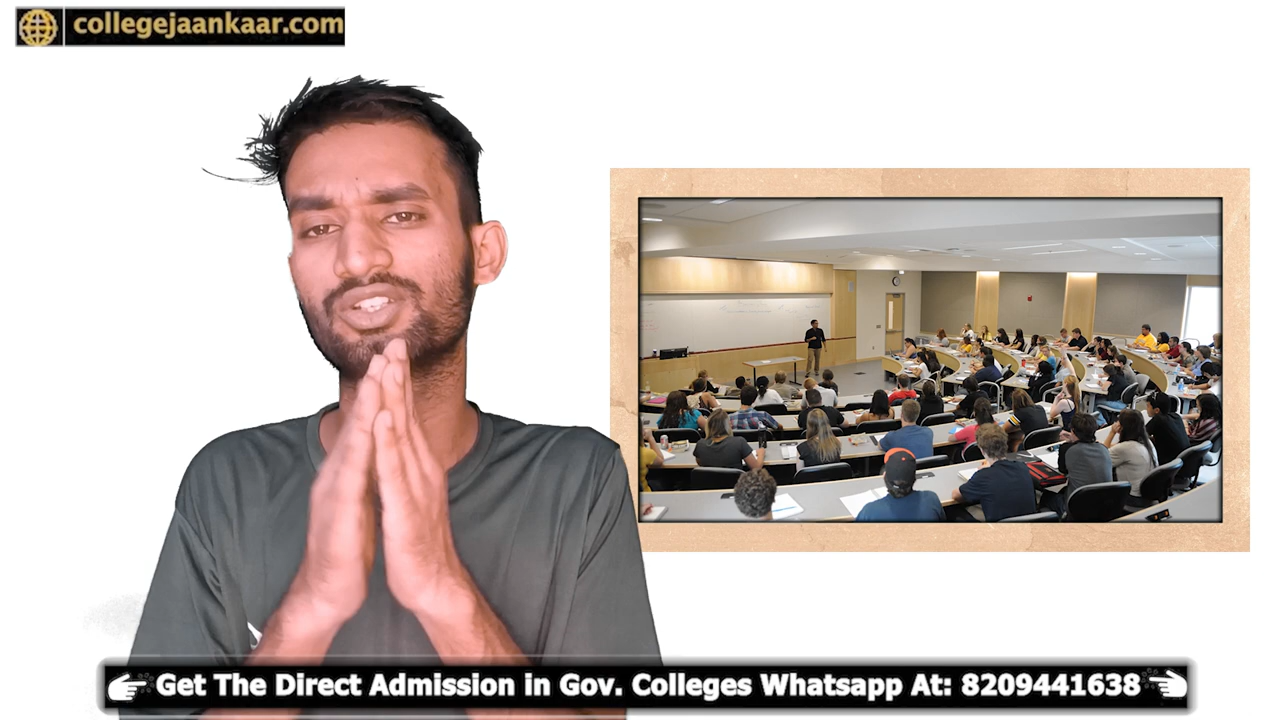 collegejaankaar.com
Get The Direct Admission in Gov. Colleges Whatsapp At: 8209441638